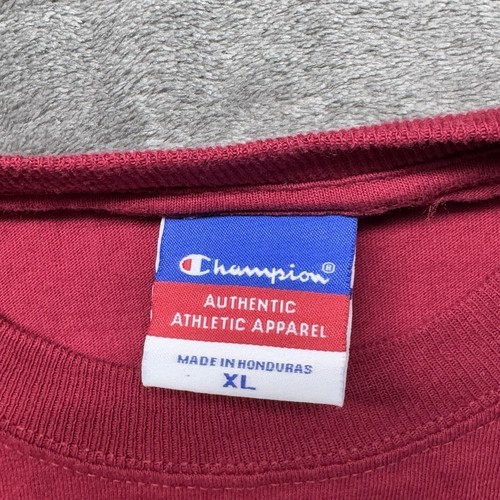 Champion®
AUTHENTIC
ATHLETIC APPAREL
MADE IN HONDURAS
XL